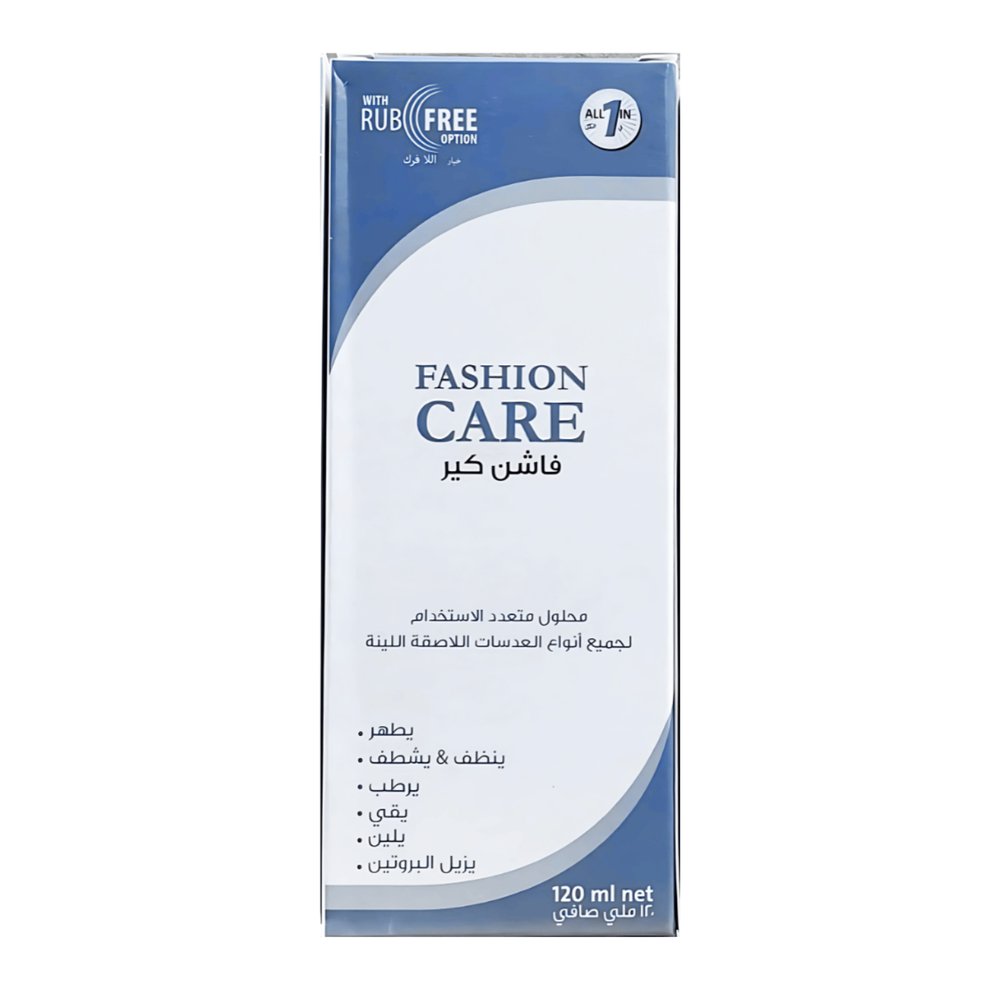 WITH
RUB FREE
OPTION
خيار اللا فرك
ALL 1 IN
FASHION
CARE
فاشن كير
محلول متعدد الاستخدام
لجميع أنواع العدسات اللاصقة اللينة
يطهر •
ينظف & يشطف •
يرطب •
يقي •
يلين •
يزيل البروتين •
120 ml net
١٢٠ ملي صافي